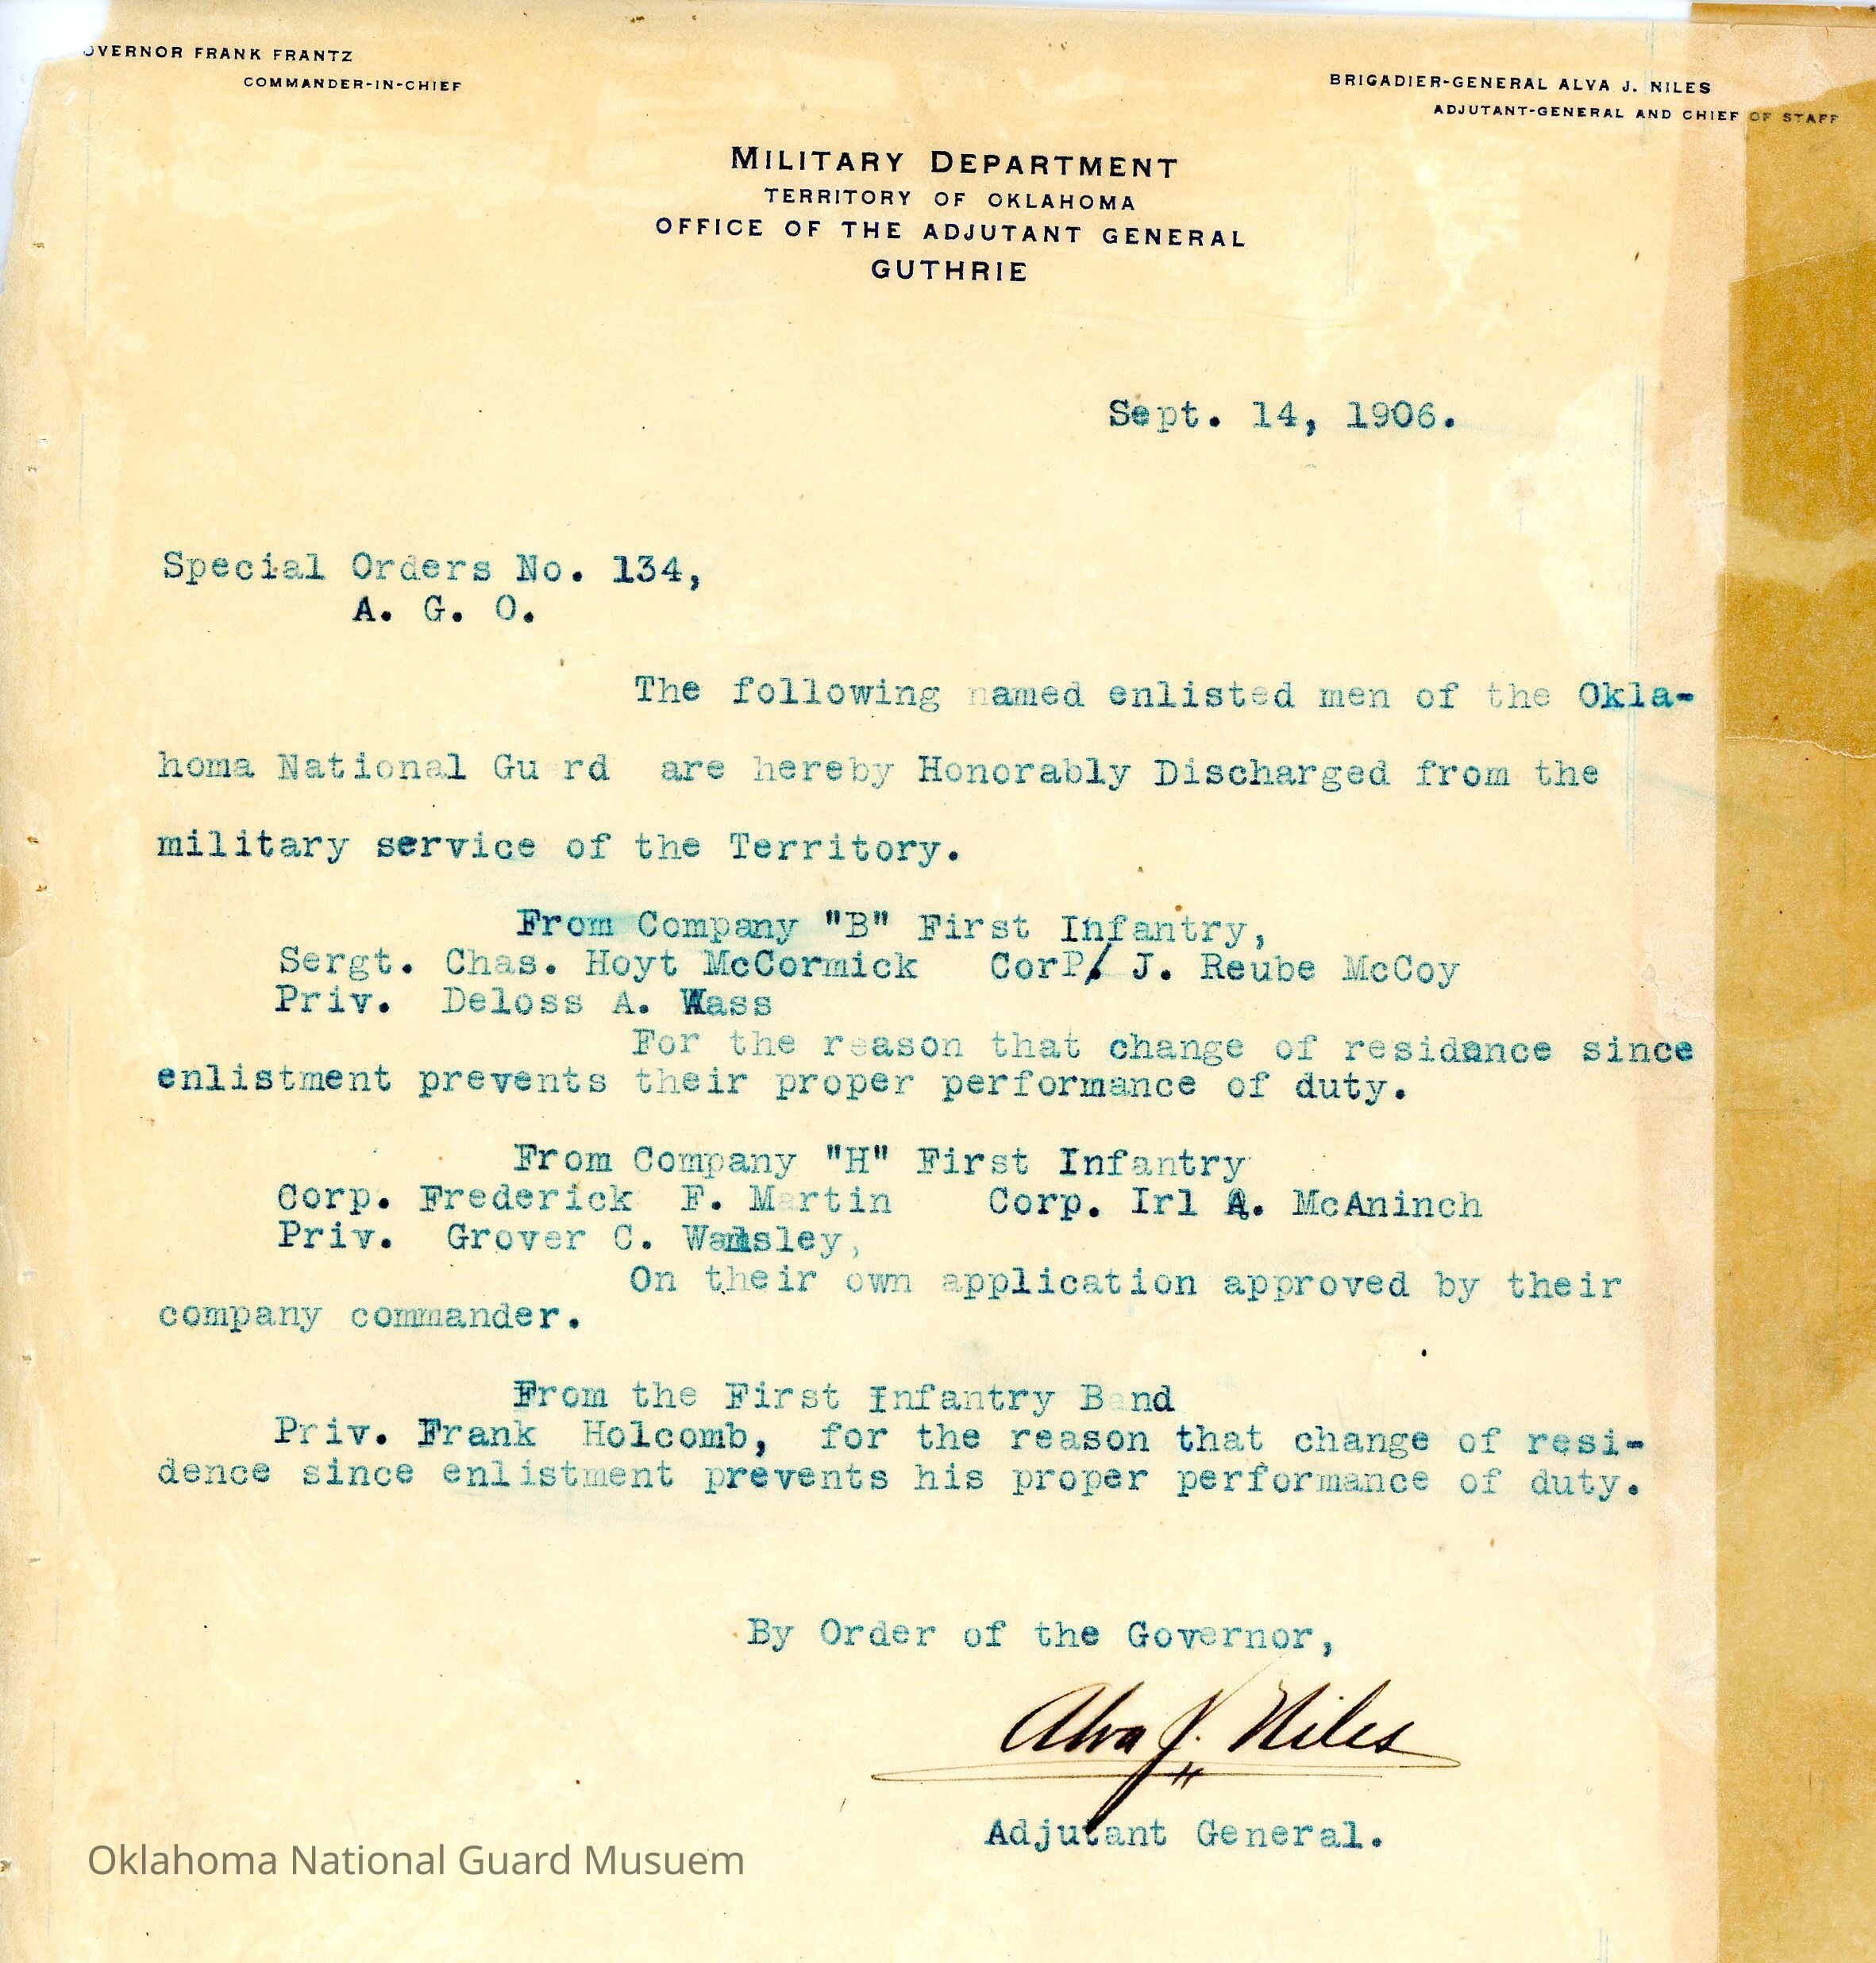 OVERNOR FRANK FRANTZ
COMMANDER-IN-CHIEF
BRIGADIER-GENERAL ALVA J. NILES
ADJUTANT-GENERAL AND CHIEF OF STAFF
MILITARY DEPARTMENT
TERRITORY OF OKLAHOMA
OFFICE OF THE ADJUTANT GENERAL
GUTHRIE
Sept. 14, 1906.
Special Orders No. 134,
A. G. O.
The following named enlisted men of the Okla-
homa National Guard are hereby Honorably Discharged from the
military service of the Territory.
From Company "B" First Infantry,
Sergt. Chas. Hoyt McCormick CorP. J. Reube McCoy
Priv. Deloss A. Wass
For the reason that change of residance since
enlistment prevents their proper performance of duty.
From Company "H" First Infantry
Corp. Frederick F. Martin Corp. Irl A. McAninch
Priv. Grover C.
On their own application approved by their
company commander.
From the First Infantry Band
Priv. Frank Holcomb, for the reason that change of resi-
dence since enlistment prevents his proper performance of duty.
By Order of the Governor,
Alva J. Niles
Adjutant General.
Oklahoma National Guard Musuem